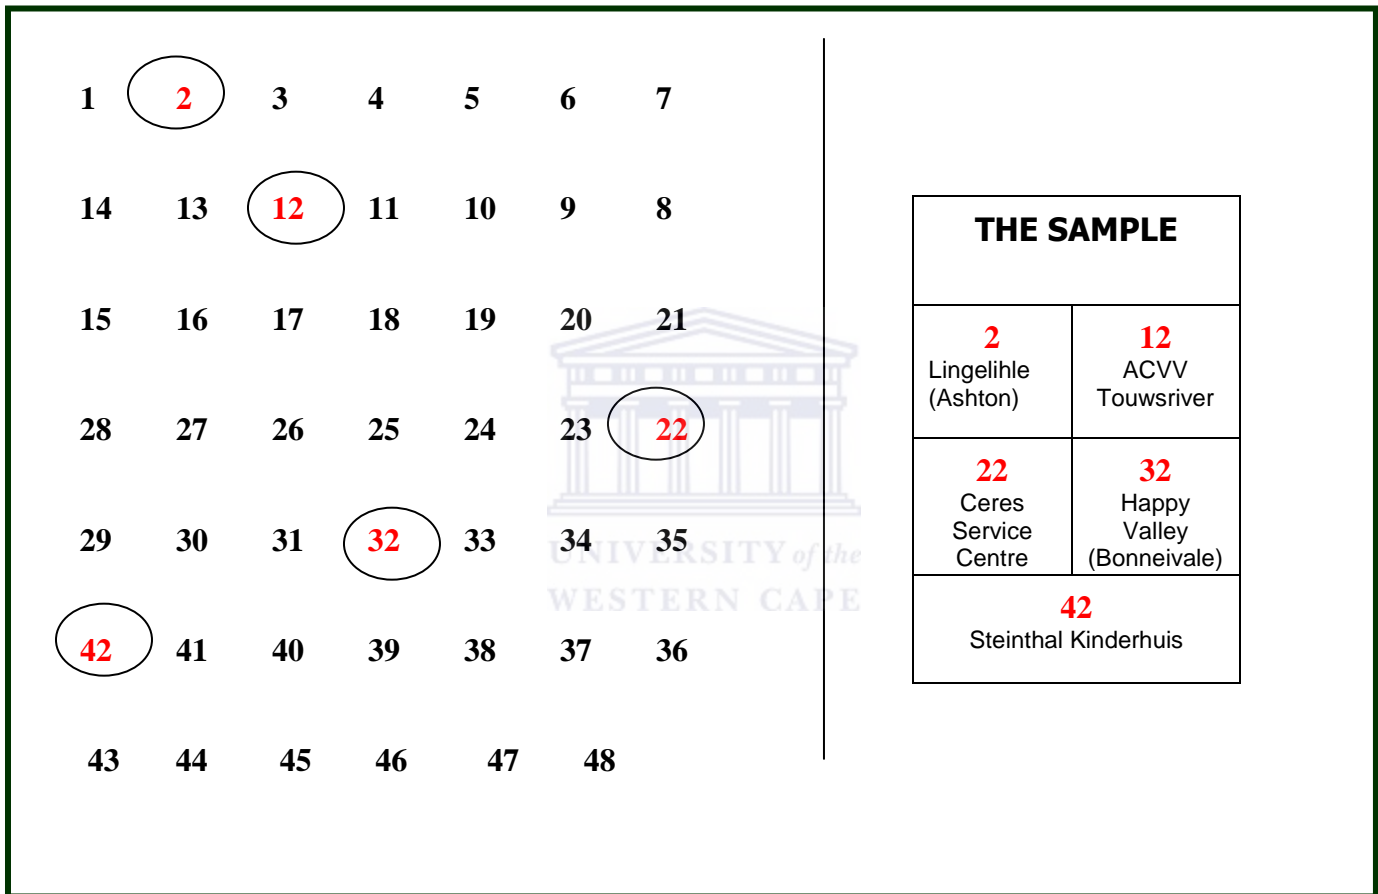 1 2 3 4 5 6 7
14 13 12 11 10 9 8
15 16 17 18 19 20 21
28 27 26 25 24 23 22
29 30 31 32 33 34 35
42 41 40 39 38 37 36
43 44 45 46 47 48
UNIVERSITY of the
WESTERN CAPE
THE SAMPLE
2
Lingelihle
(Ashton)
12
ACVV
Touwsriver
22
Ceres
Service
Centre
32
Happy
Valley
(Bonneivale)
42
Steinthal Kinderhuis